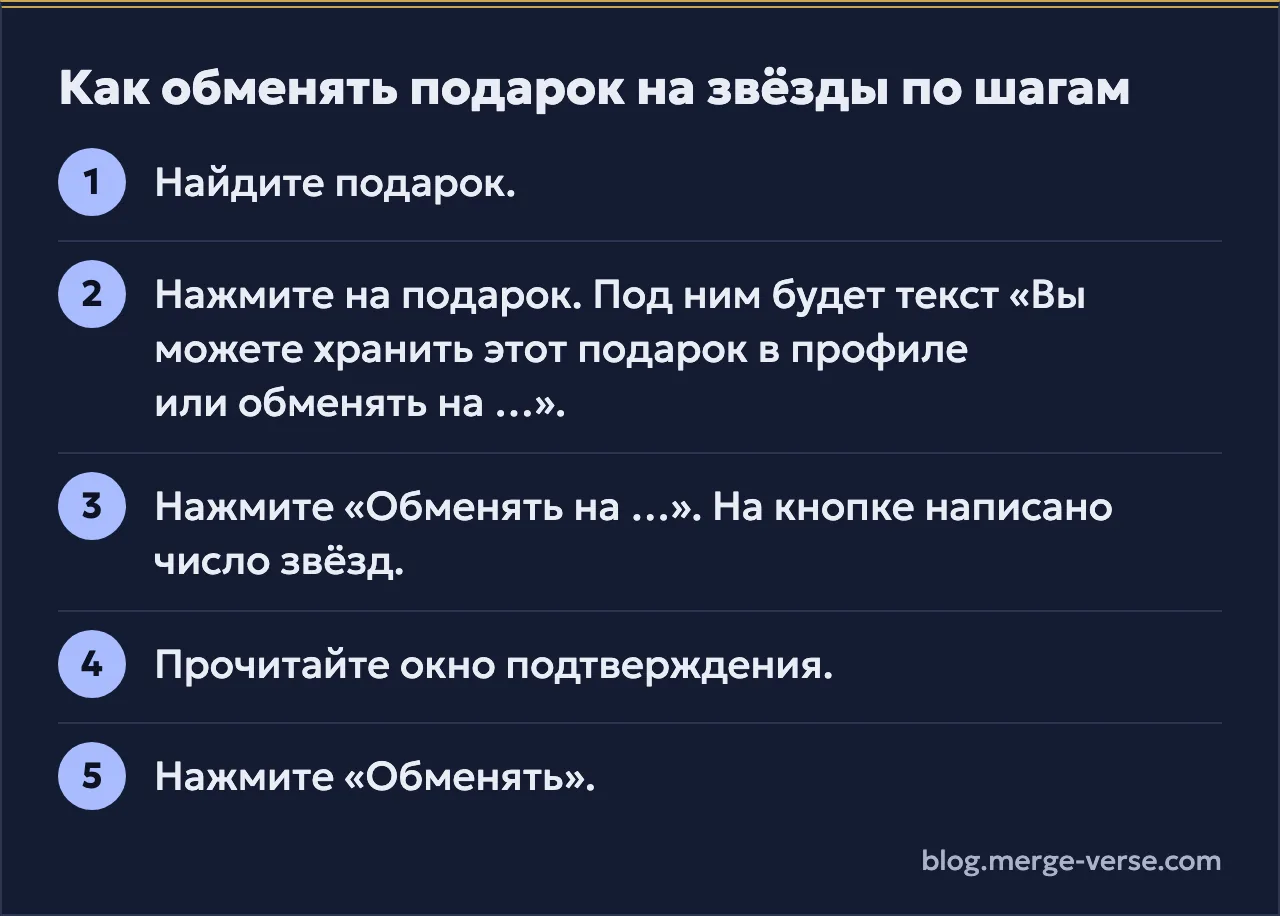 Как обменять подарок на звёзды по шагам
1
Найдите подарок.
2
Нажмите на подарок. Под ним будет текст «Вы
можете хранить этот подарок в профиле
или обменять на …».
3
Нажмите «Обменять на …». На кнопке написано
число звёзд.
4
Прочитайте окно подтверждения.
5
Нажмите «Обменять».
blog.merge-verse.com